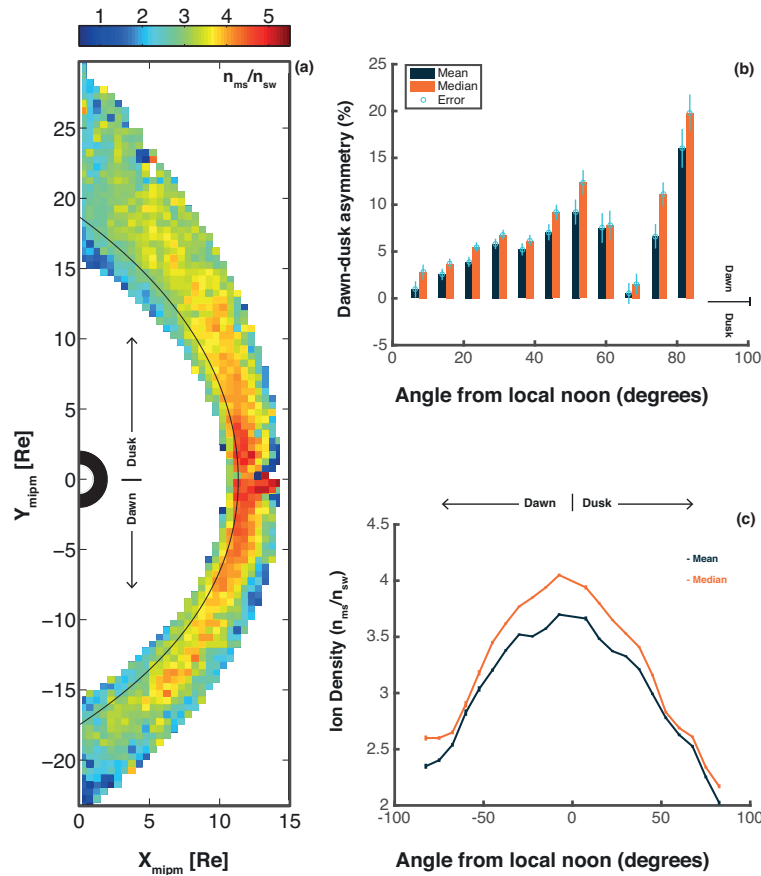 1 2 3 4 5
n_ms/n_sw (a)
25
20
15
10
5
0
−5
−10
−15
−20
Dusk
Dawn
Y_mipm [Re]
0 5 10 15
X_mipm [Re]
(b)
Mean
Median
Error
25
20
15
10
5
0
-5
Dawn-dusk asymmetry (%)
Dawn
Dusk
0 20 40 60 80 100
Angle from local noon (degrees)
Dawn Dusk
(c)
Mean
Median
4.5
4
3.5
3
2.5
2
Ion Density (n_ms/n_sw)
-100 -50 0 50 100
Angle from local noon (degrees)